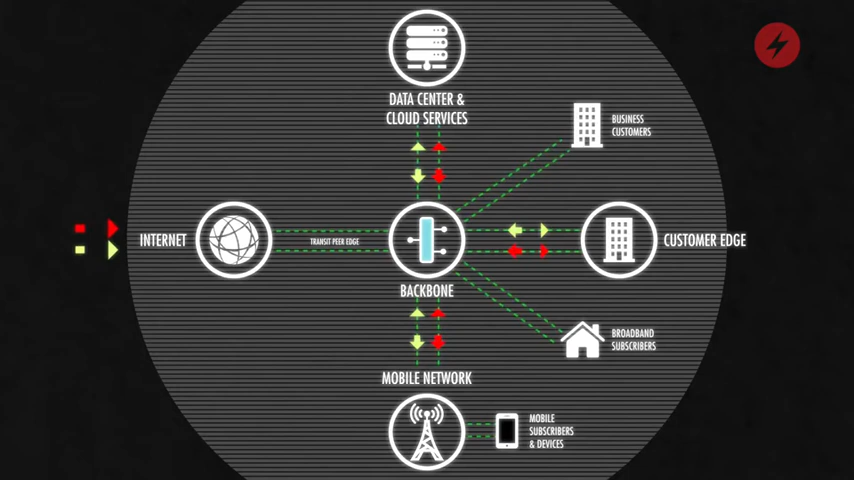 DATA CENTER &
CLOUD SERVICES
BUSINESS
CUSTOMERS
INTERNET
TRANSIT PEER EDGE
CUSTOMER EDGE
BACKBONE
BROADBAND
SUBSCRIBERS
MOBILE NETWORK
MOBILE
SUBSCRIBERS
& DEVICES